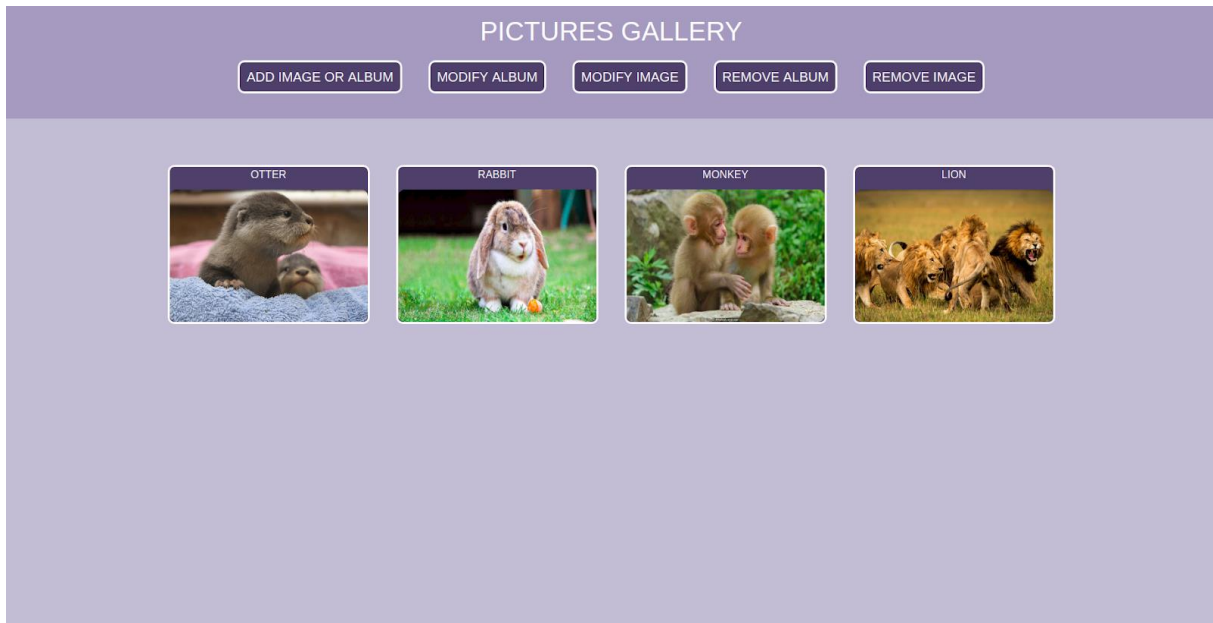 PICTURES GALLERY
ADD IMAGE OR ALBUM MODIFY ALBUM MODIFY IMAGE REMOVE ALBUM REMOVE IMAGE
OTTER RABBIT MONKEY LION